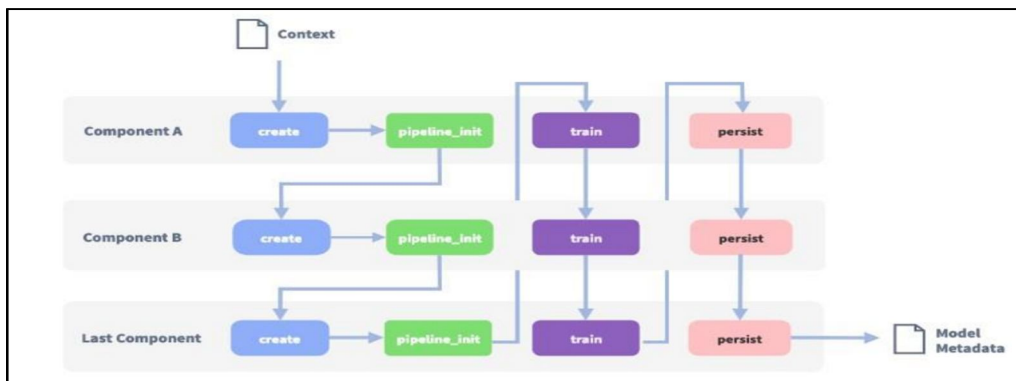 Context
Component A
create
pipeline_init
train
persist
Component B
create
pipeline_init
train
persist
Last Component
create
pipeline_init
train
persist
Model
Metadata